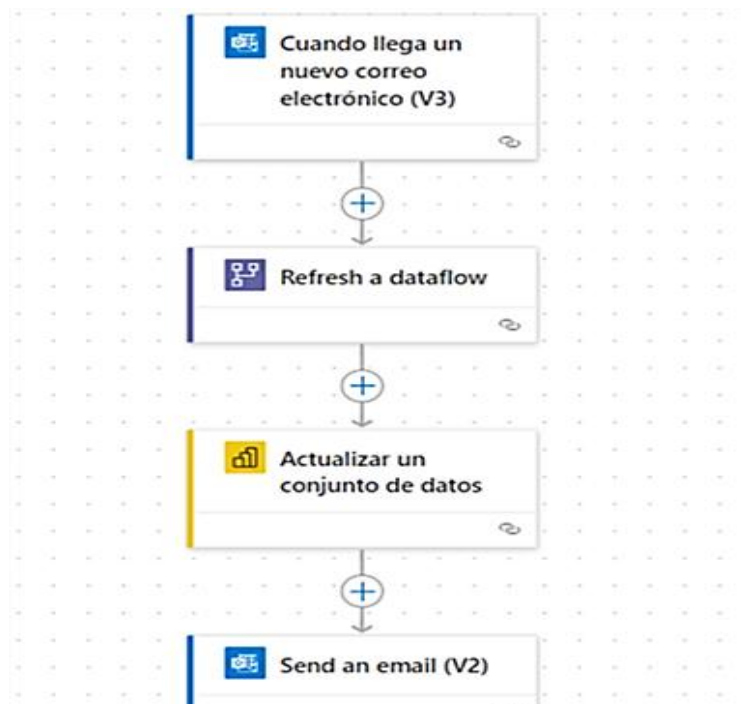 Cuando llega un
nuevo correo
electrónico (V3)
Refresh a dataflow
Actualizar un
conjunto de datos
Send an email (V2)